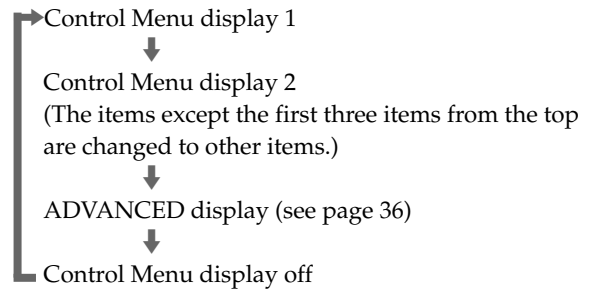 Control Menu display 1
Control Menu display 2
(The items except the first three items from the top
are changed to other items.)
ADVANCED display (see page 36)
Control Menu display off